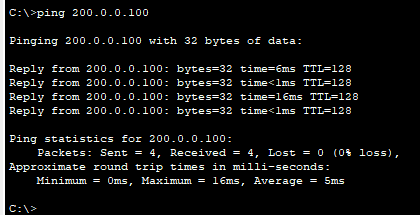 C:\>ping 200.0.0.100
Pinging 200.0.0.100 with 32 bytes of data:
Reply from 200.0.0.100: bytes=32 time=6ms TTL=128
Reply from 200.0.0.100: bytes=32 time<1ms TTL=128
Reply from 200.0.0.100: bytes=32 time=16ms TTL=128
Reply from 200.0.0.100: bytes=32 time<1ms TTL=128
Ping statistics for 200.0.0.100:
Packets: Sent = 4, Received = 4, Lost = 0 (0% loss),
Approximate round trip times in milli-seconds:
Minimum = 0ms, Maximum = 16ms, Average = 5ms
C:\>